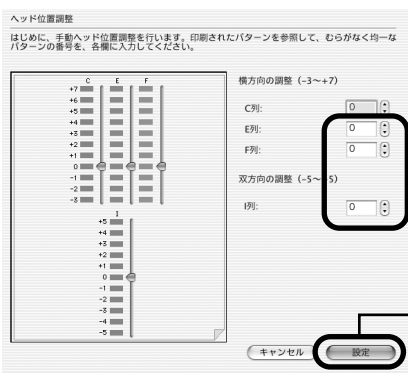 ヘッド位置調整
はじめに、手動ヘッド位置調整を行います。印刷されたパターンを参照して、むらがなく均一な
パターンの番号を、各欄に入力してください。
C E F
+7
+6
+5
+4
+3
+2
+1
0
-1
-2
-3
I
+5
+4
+3
+2
+1
0
-1
-2
-3
-4
-5
横方向の調整（-3～+7）
C列: 0
E列: 0
F列: 0
双方向の調整（-5～ 5）
I列: 0
キャンセル 設定